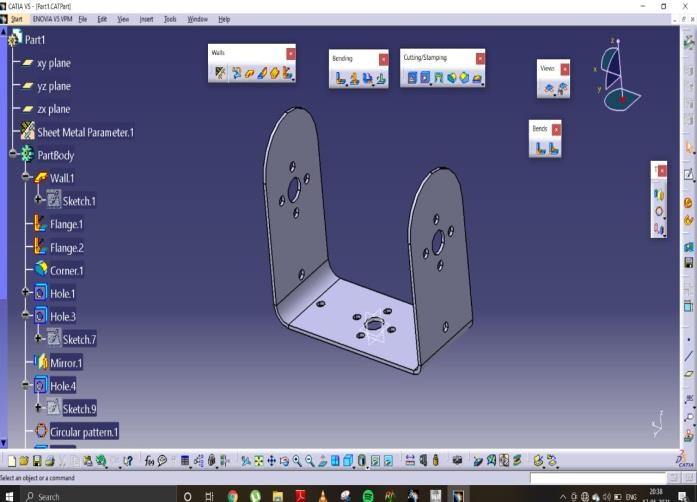 CATIA V5 - [Part1.CATPart]
Start ENOVIA V5 VPM File Edit View Insert Tools Window Help
Part1
xy plane
yz plane
zx plane
Sheet Metal Parameter.1
PartBody
Wall.1
Sketch.1
Flange.1
Flange.2
Corner.1
Hole.1
Hole.3
Sketch.7
Mirror.1
Hole.4
Sketch.9
Circular pattern.1
Walls
Bending
Cutting/Stamping
Views
Bends
T
z
x
y
CATIA
Select an object or a command
Search
ENG
20:38